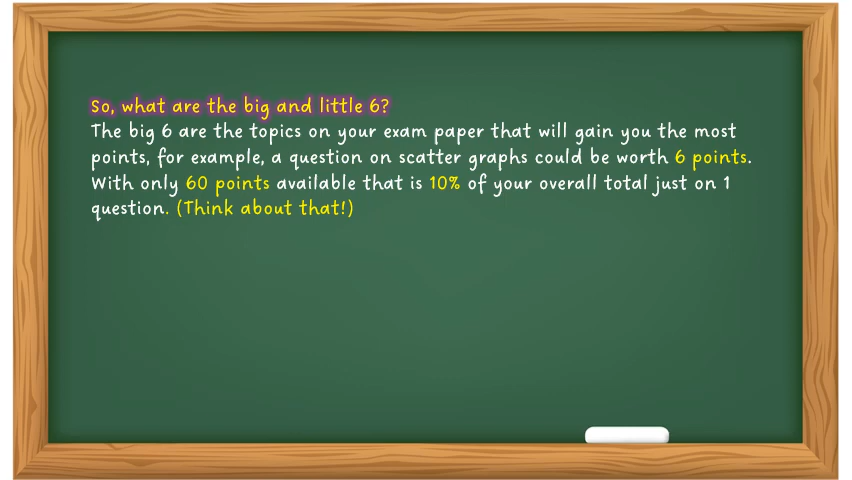 So, what are the big and little 6?
The big 6 are the topics on your exam paper that will gain you the most
points, for example, a question on scatter graphs could be worth 6 points.
With only 60 points available that is 10% of your overall total just on 1
question. (Think about that!)